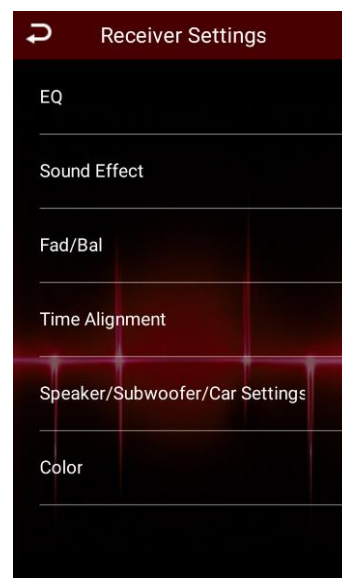 Receiver Settings
EQ
Sound Effect
Fad/Bal
Time Alignment
Speaker/Subwoofer/Car Settings
Color